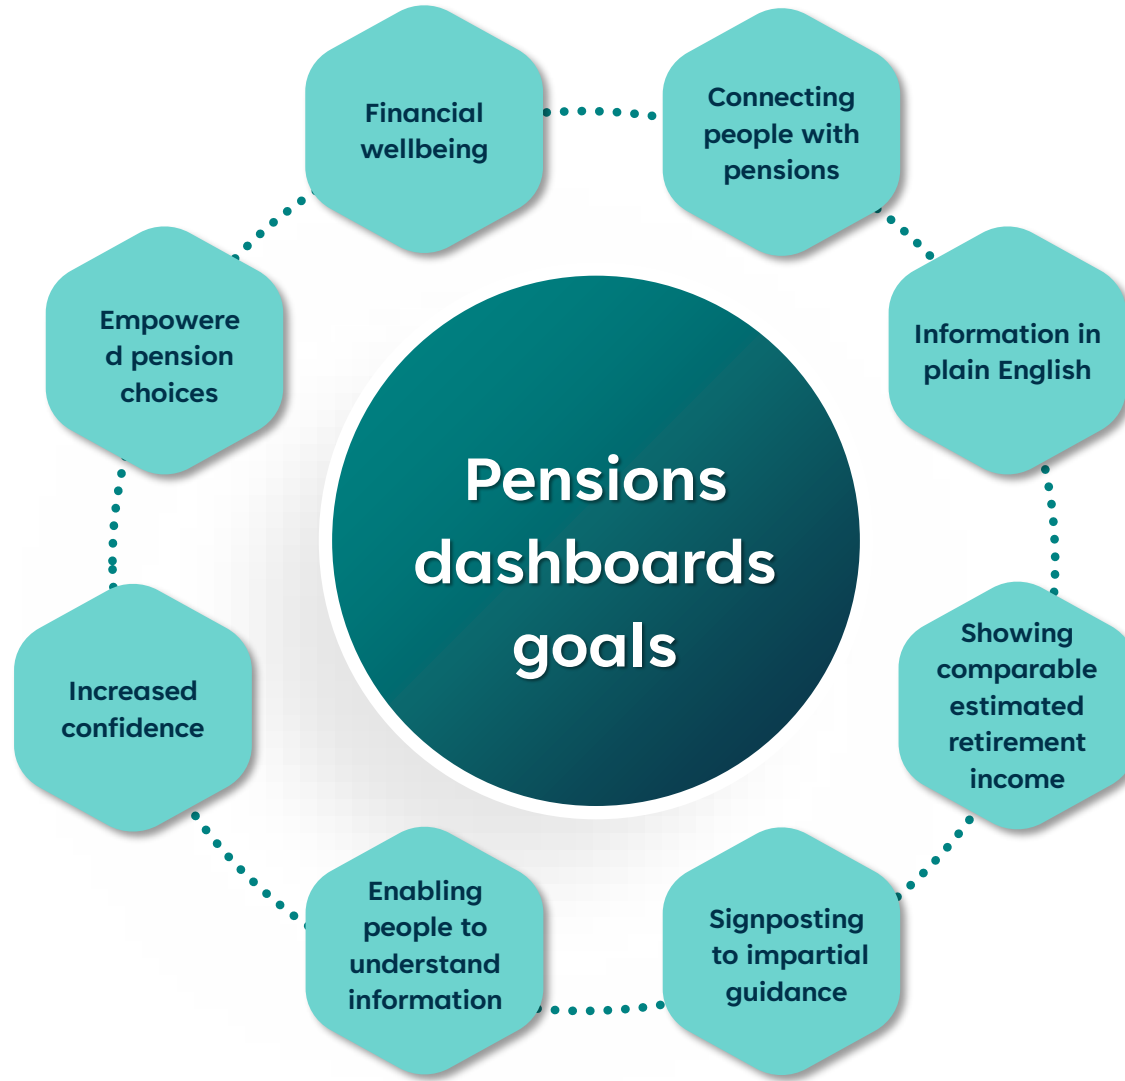 Financial
wellbeing
Connecting
people with
pensions
Empowere
d pension
choices
Information in
plain English
Pensions
dashboards
goals
Increased
confidence
Showing
comparable
estimated
retirement
income
Enabling
people to
understand
information
Signposting
to impartial
guidance